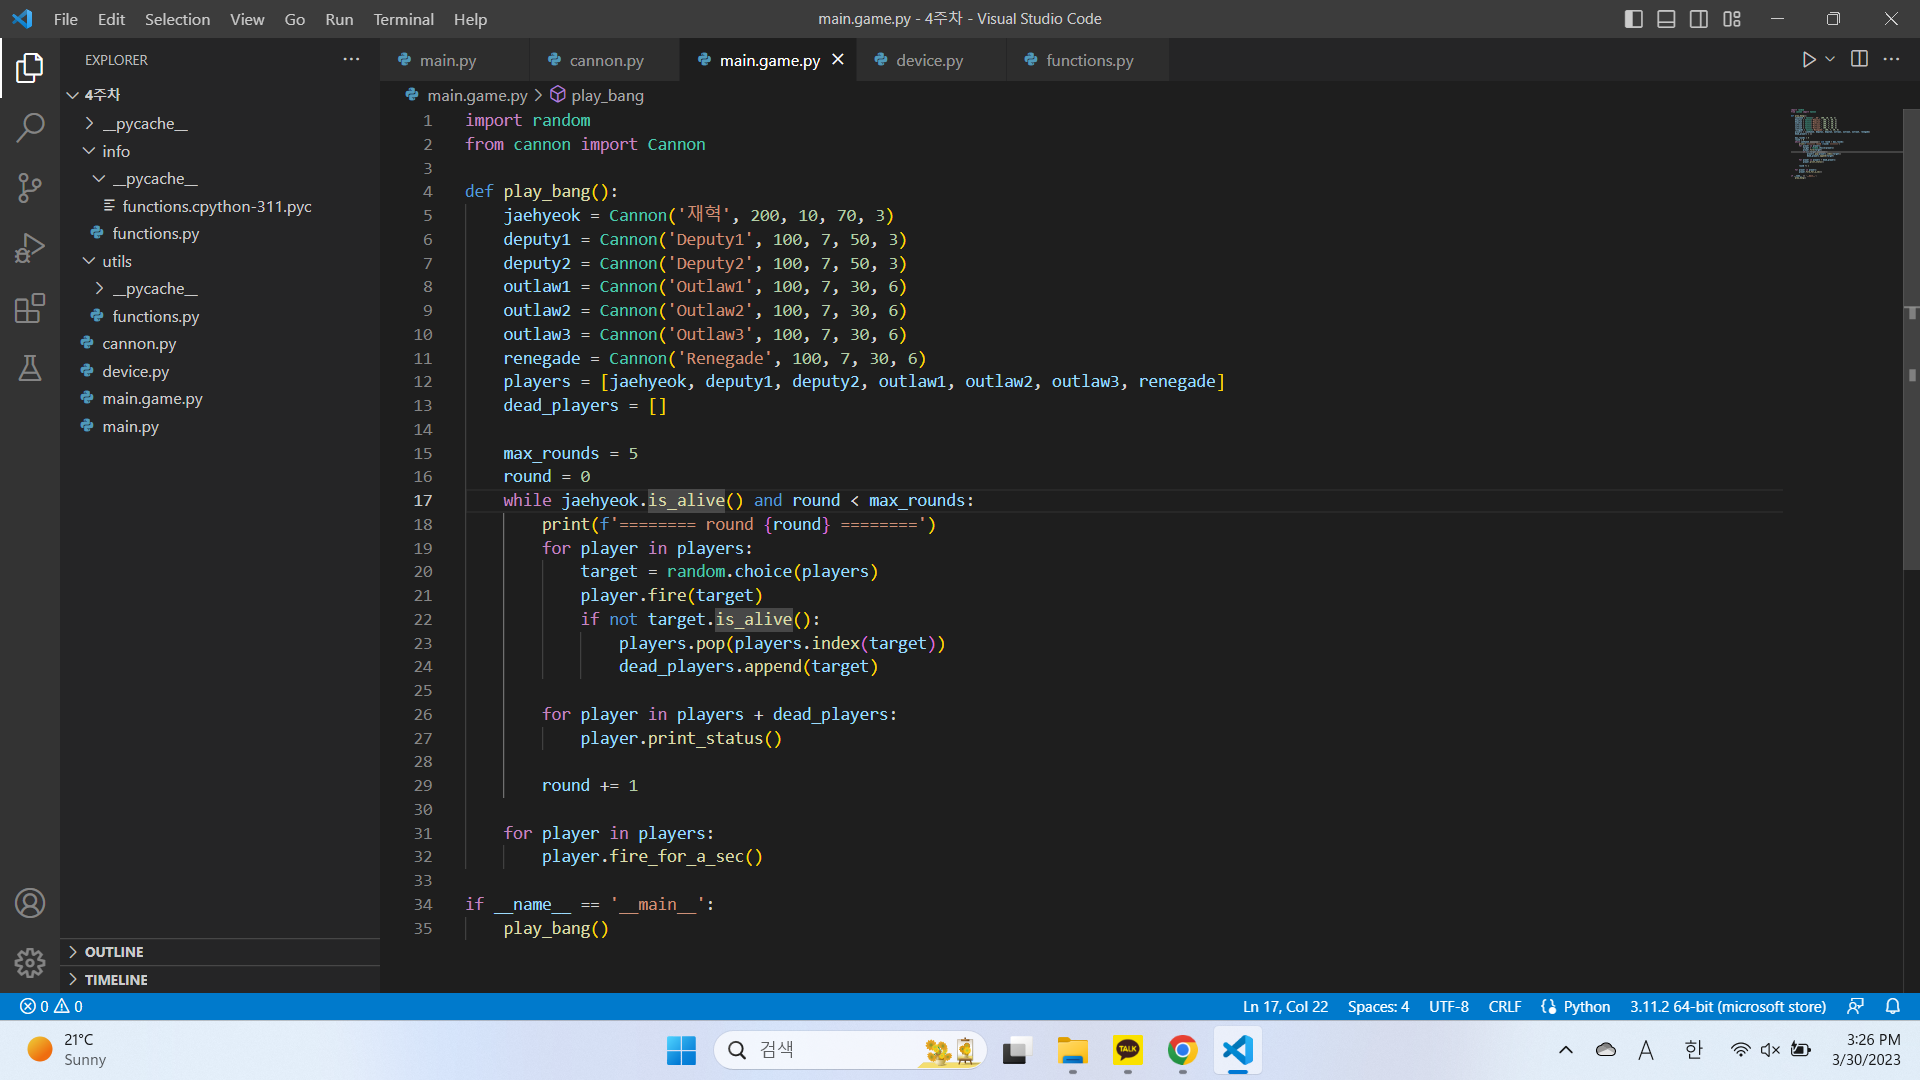 File Edit Selection View Go Run Terminal Help
main.game.py - 4주차 - Visual Studio Code
EXPLORER
4주차
__pycache__
info
__pycache__
functions.cpython-311.pyc
functions.py
utils
__pycache__
functions.py
cannon.py
device.py
main.game.py
main.py
OUTLINE
TIMELINE
main.py cannon.py main.game.py device.py functions.py
main.game.py > play_bang
1 import random
2 from cannon import Cannon
3
4 def play_bang():
5 jaehyeok = Cannon('재혁', 200, 10, 70, 3)
6 deputy1 = Cannon('Deputy1', 100, 7, 50, 3)
7 deputy2 = Cannon('Deputy2', 100, 7, 50, 3)
8 outlaw1 = Cannon('Outlaw1', 100, 7, 30, 6)
9 outlaw2 = Cannon('Outlaw2', 100, 7, 30, 6)
10 outlaw3 = Cannon('Outlaw3', 100, 7, 30, 6)
11 renegade = Cannon('Renegade', 100, 7, 30, 6)
12 players = [jaehyeok, deputy1, deputy2, outlaw1, outlaw2, outlaw3, renegade]
13 dead_players = []
14
15 max_rounds = 5
16 round = 0
17 while jaehyeok.is_alive() and round < max_rounds:
18 print(f'======== round {round} ========')
19 for player in players:
20 target = random.choice(players)
21 player.fire(target)
22 if not target.is_alive():
23 players.pop(players.index(target))
24 dead_players.append(target)
25
26 for player in players + dead_players:
27 player.print_status()
28
29 round += 1
30
31 for player in players:
32 player.fire_for_a_sec()
33
34 if __name__ == '__main__':
35 play_bang()
0 0
Ln 17, Col 22 Spaces: 4 UTF-8 CRLF {} Python 3.11.2 64-bit (microsoft store)
21°C
Sunny
검색
TALK
A 한
3:26 PM
3/30/2023